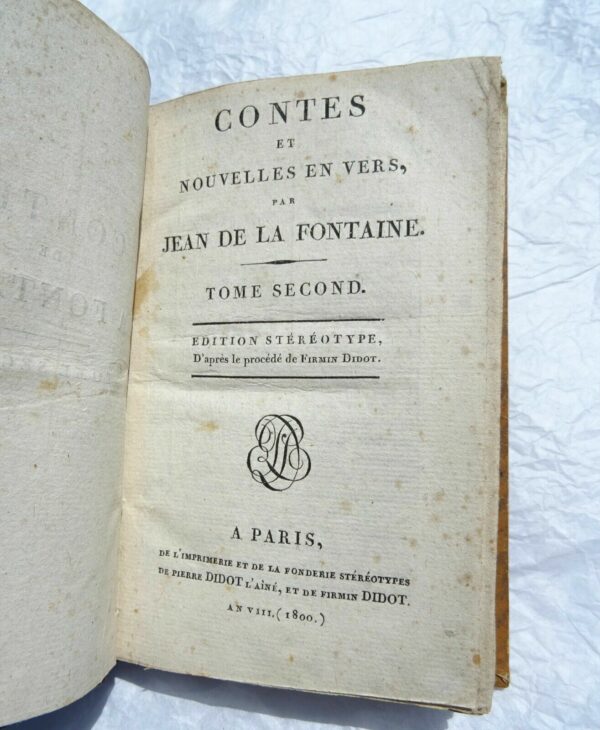 CONTES
ET
NOUVELLES EN VERS,
PAR
JEAN DE LA FONTAINE.
TOME SECOND.
EDITION STÉRÉOTYPE,
D'après le procédé de FIRMIN DIDOT.
A PARIS,
DE L'IMPRIMERIE ET DE LA FONDERIE STÉRÉOTYPES
DE PIERRE DIDOT L'AÎNÉ, ET DE FIRMIN DIDOT.
AN VIII. (1800.)